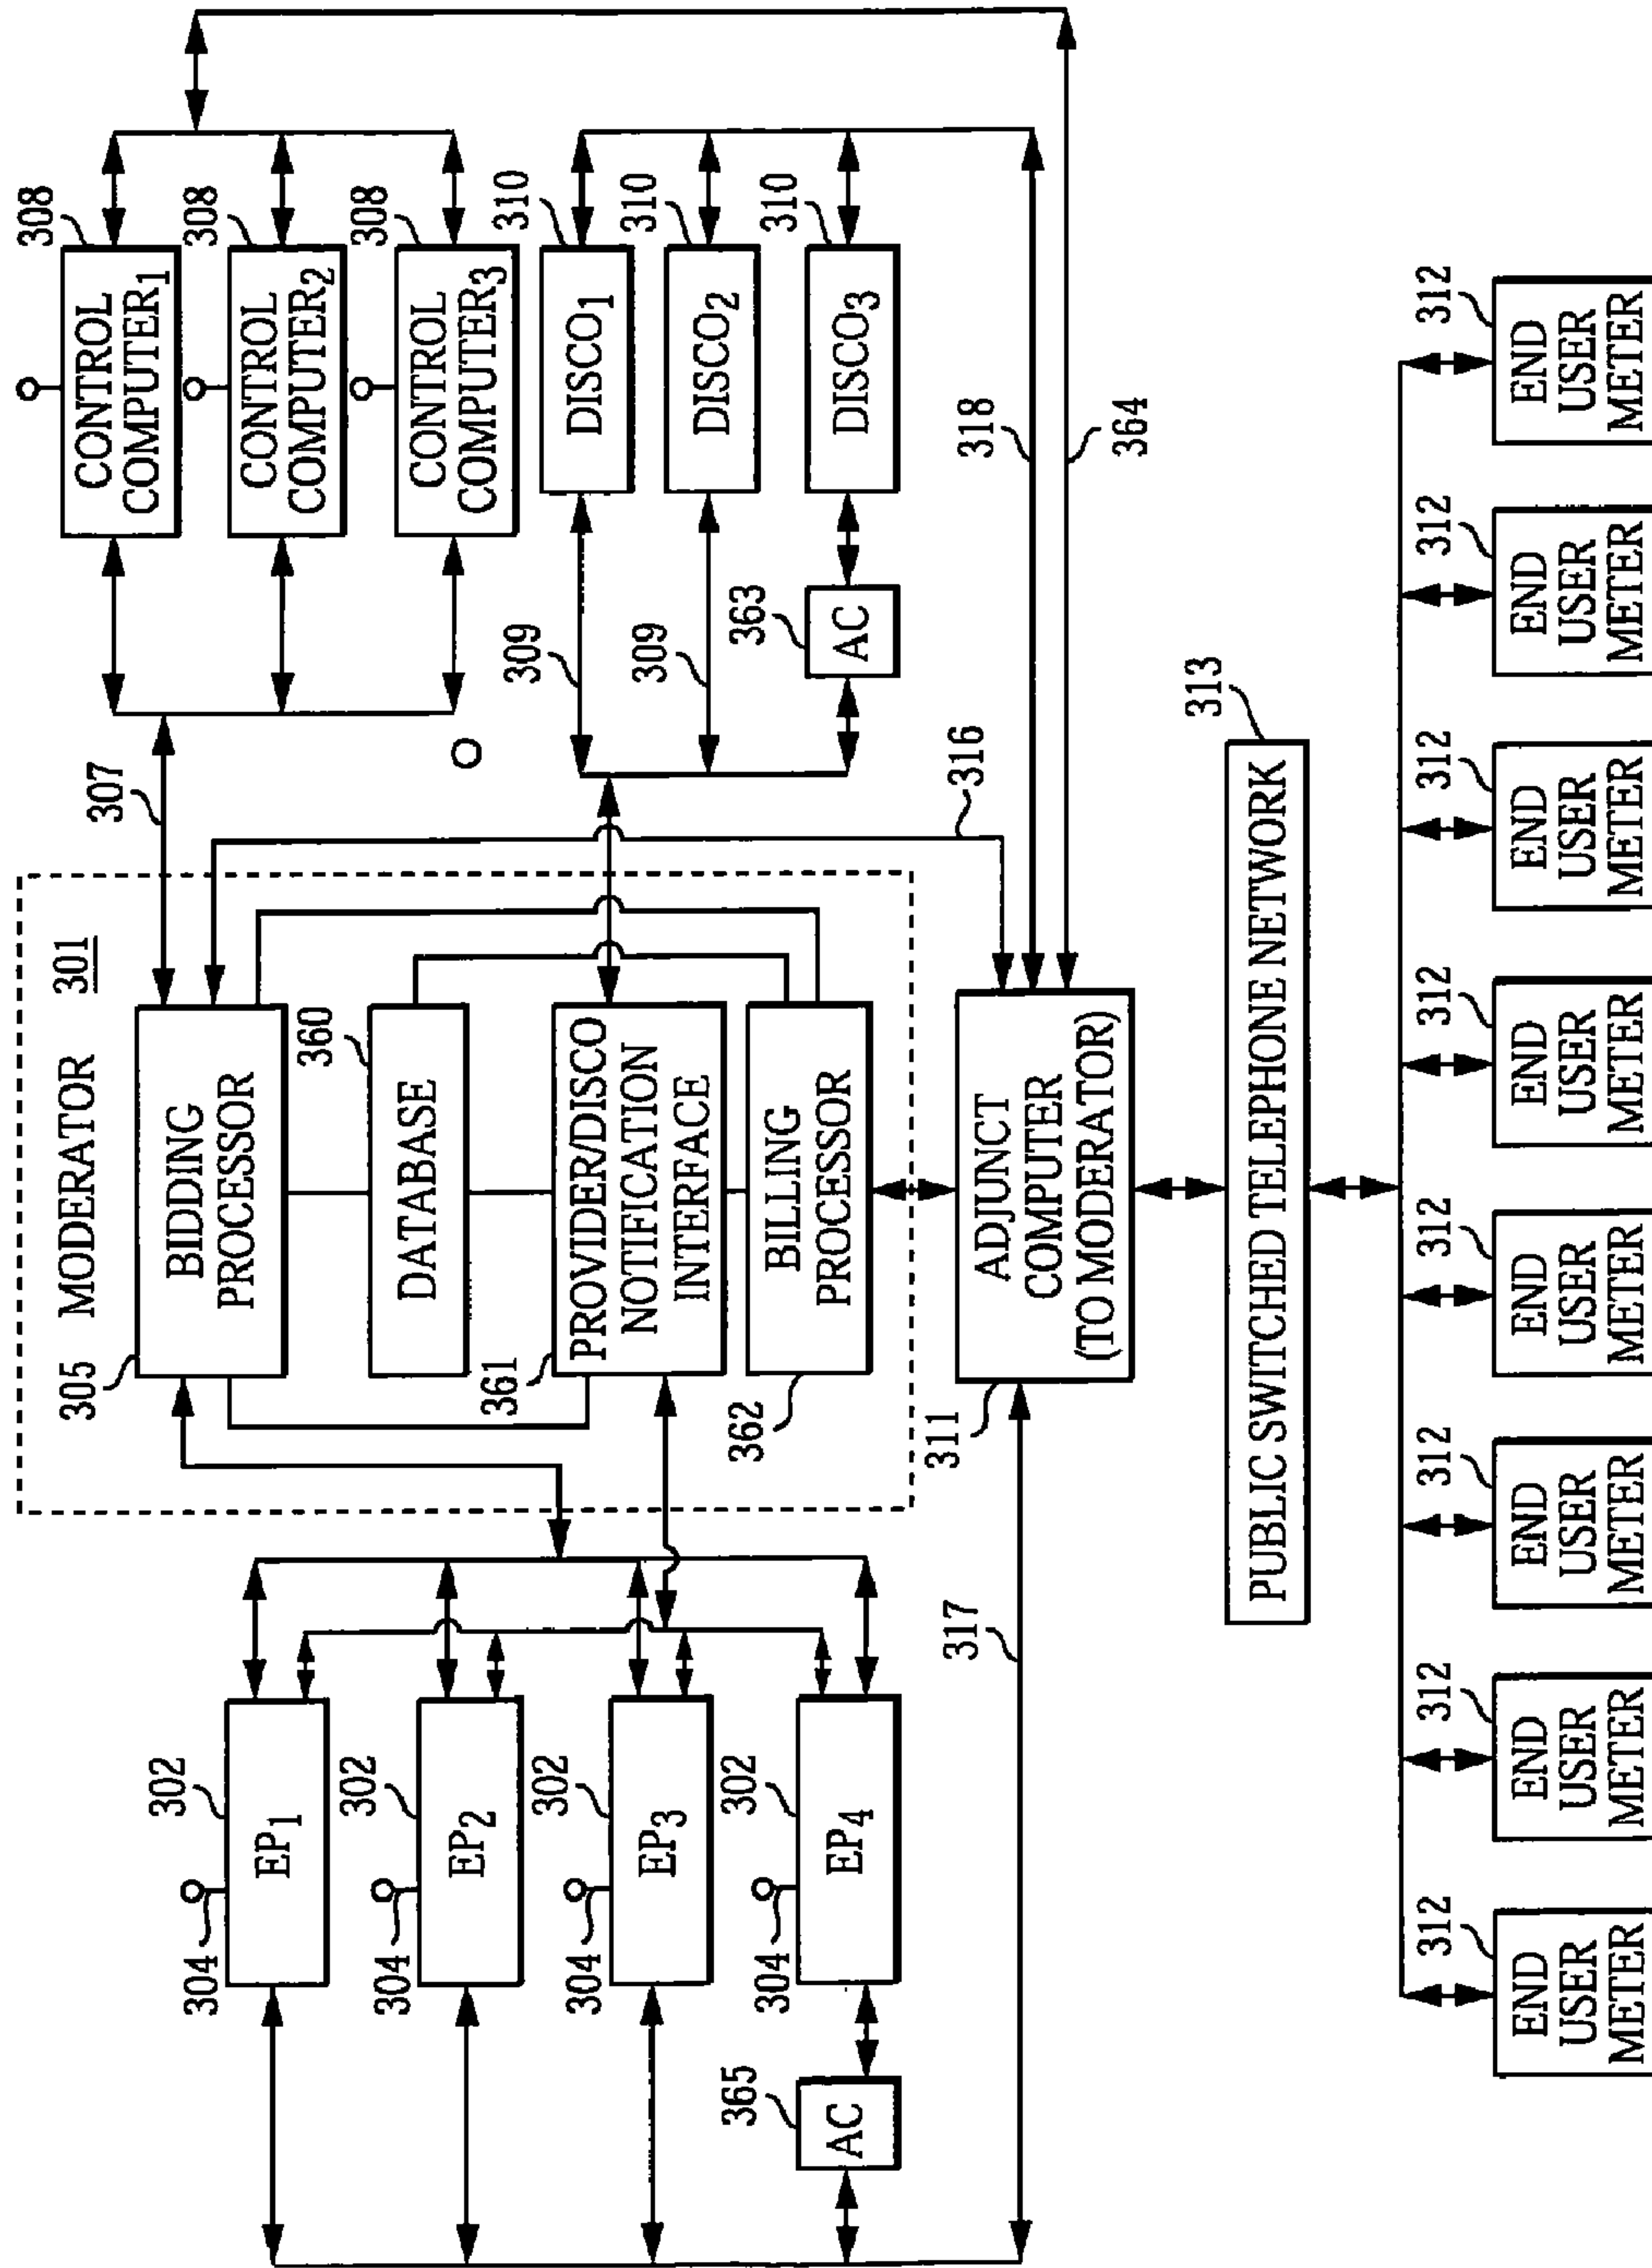 MODERATOR
301
305
BIDDING
PROCESSOR
360
DATABASE
361
PROVIDER/DISCO
NOTIFICATION
INTERFACE
362
BILLING
PROCESSOR
302
EP1
304
302
EP2
304
302
EP3
304
302
EP4
304
365
AC
307
308
CONTROL
COMPUTER1
308
CONTROL
COMPUTER2
308
CONTROL
COMPUTER3
309
310
DISCO1
309
310
DISCO2
363
AC
310
DISCO3
316
318
364
317
311
ADJUNCT
COMPUTER
(TO MODERATOR)
313
PUBLIC SWITCHED TELEPHONE NETWORK
312
END
USER
METER
312
END
USER
METER
312
END
USER
METER
312
END
USER
METER
312
END
USER
METER
312
END
USER
METER
312
END
USER
METER
312
END
USER
METER